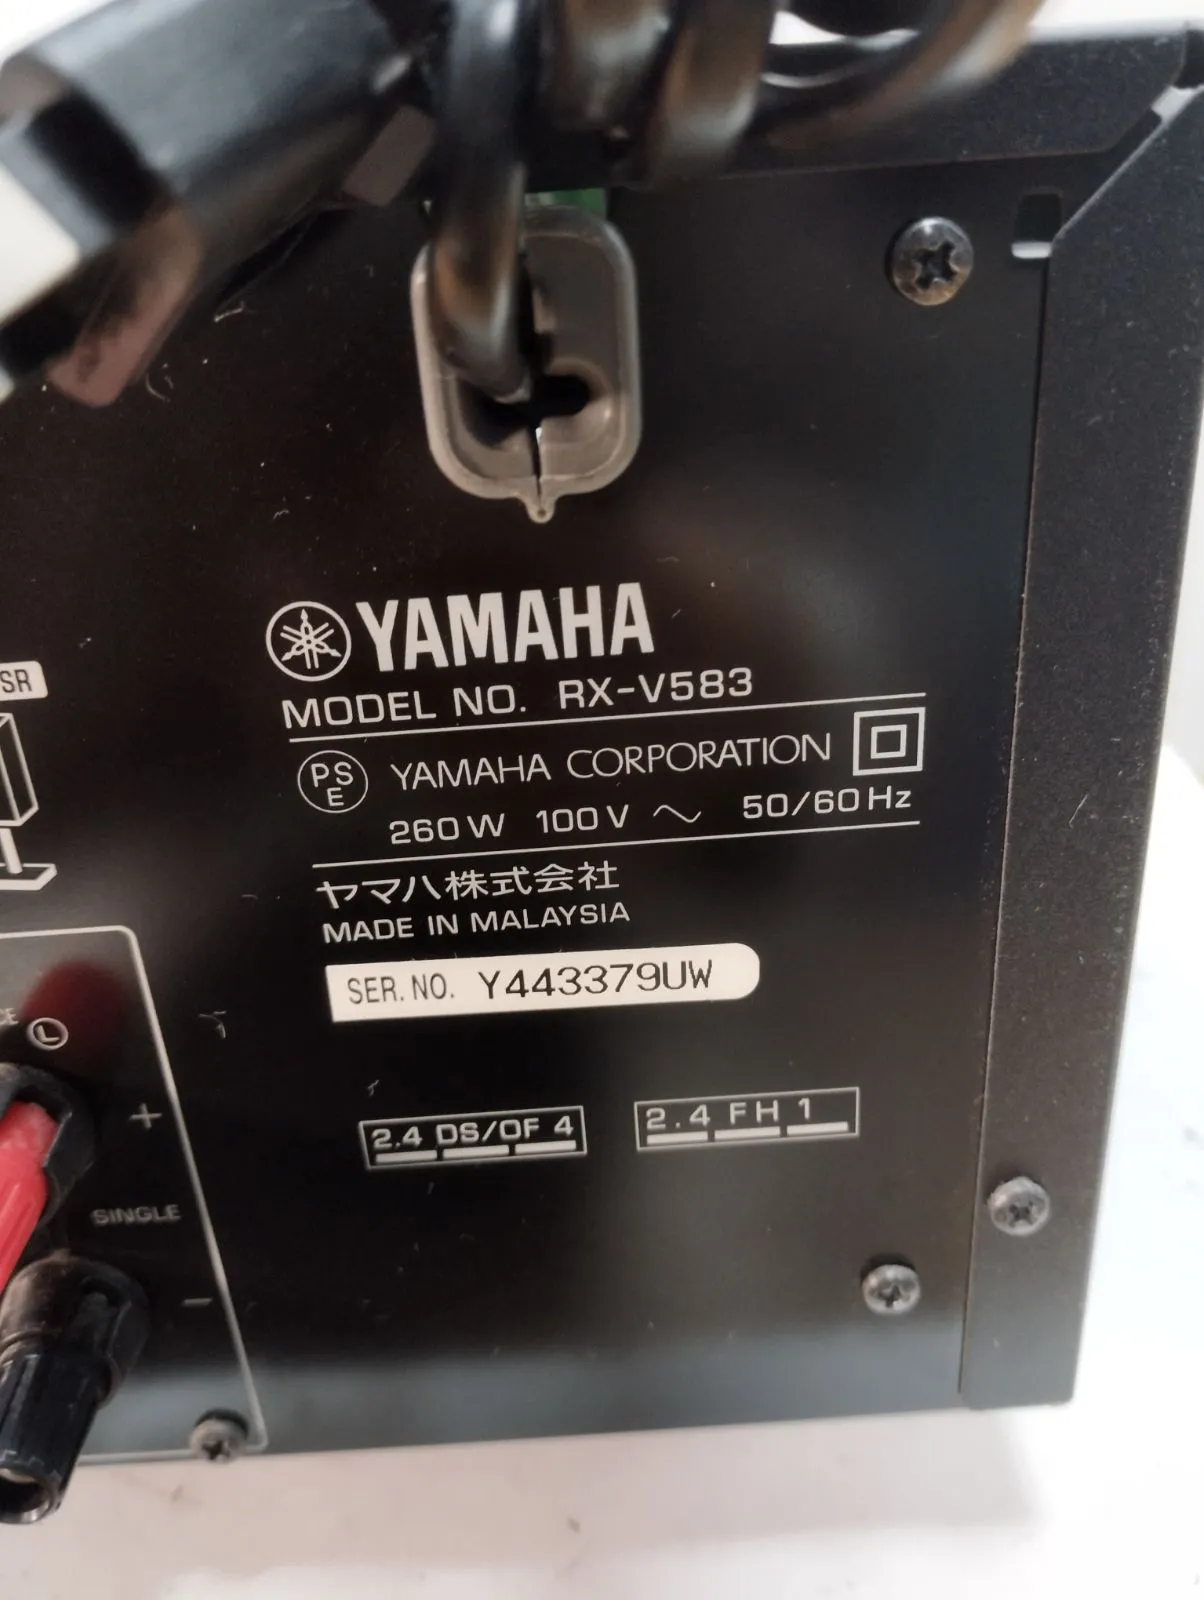 YAMAHA
MODEL NO. RX-V583
PS
E
YAMAHA CORPORATION
260W 100V ～ 50/60Hz
ヤマハ株式会社
MADE IN MALAYSIA
SER. NO. Y443379UW
2.4 DS/OF 4
2.4 FH 1
SR
L
+
SINGLE
−